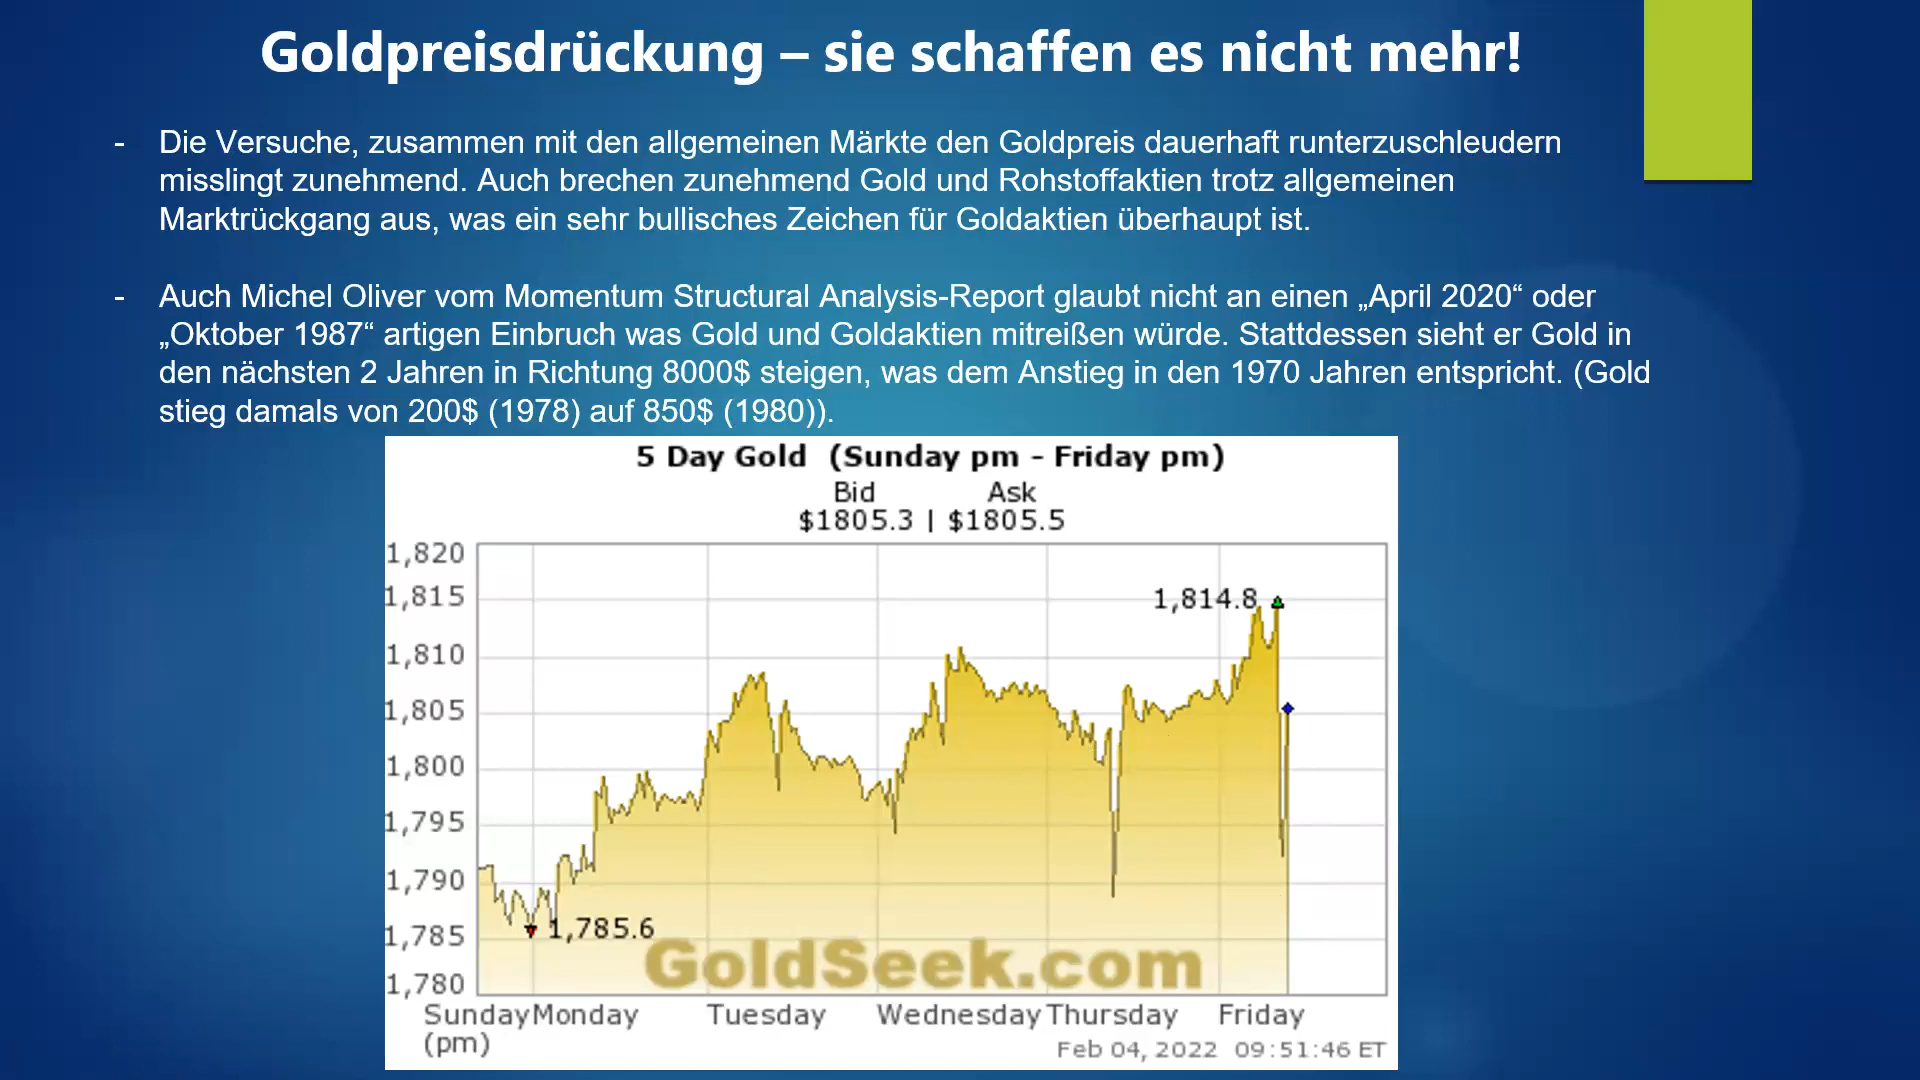 Goldpreisdrückung – sie schaffen es nicht mehr!
- Die Versuche, zusammen mit den allgemeinen Märkte den Goldpreis dauerhaft runterzuschleudern
misslingt zunehmend. Auch brechen zunehmend Gold und Rohstoffaktien trotz allgemeinen
Marktrückgang aus, was ein sehr bullisches Zeichen für Goldaktien überhaupt ist.
- Auch Michel Oliver vom Momentum Structural Analysis-Report glaubt nicht an einen „April 2020“ oder
„Oktober 1987“ artigen Einbruch was Gold und Goldaktien mitreißen würde. Stattdessen sieht er Gold in
den nächsten 2 Jahren in Richtung 8000$ steigen, was dem Anstieg in den 1970 Jahren entspricht. (Gold
stieg damals von 200$ (1978) auf 850$ (1980)).
5 Day Gold (Sunday pm - Friday pm)
Bid Ask
$1805.3 | $1805.5
1,820
1,815
1,814.8
1,810
1,805
1,800
1,795
1,790
1,785
1,785.6
GoldSeek.com
1,780
Sunday Monday Tuesday Wednesday Thursday Friday
(pm)
Feb 04, 2022 09:51:46 ET